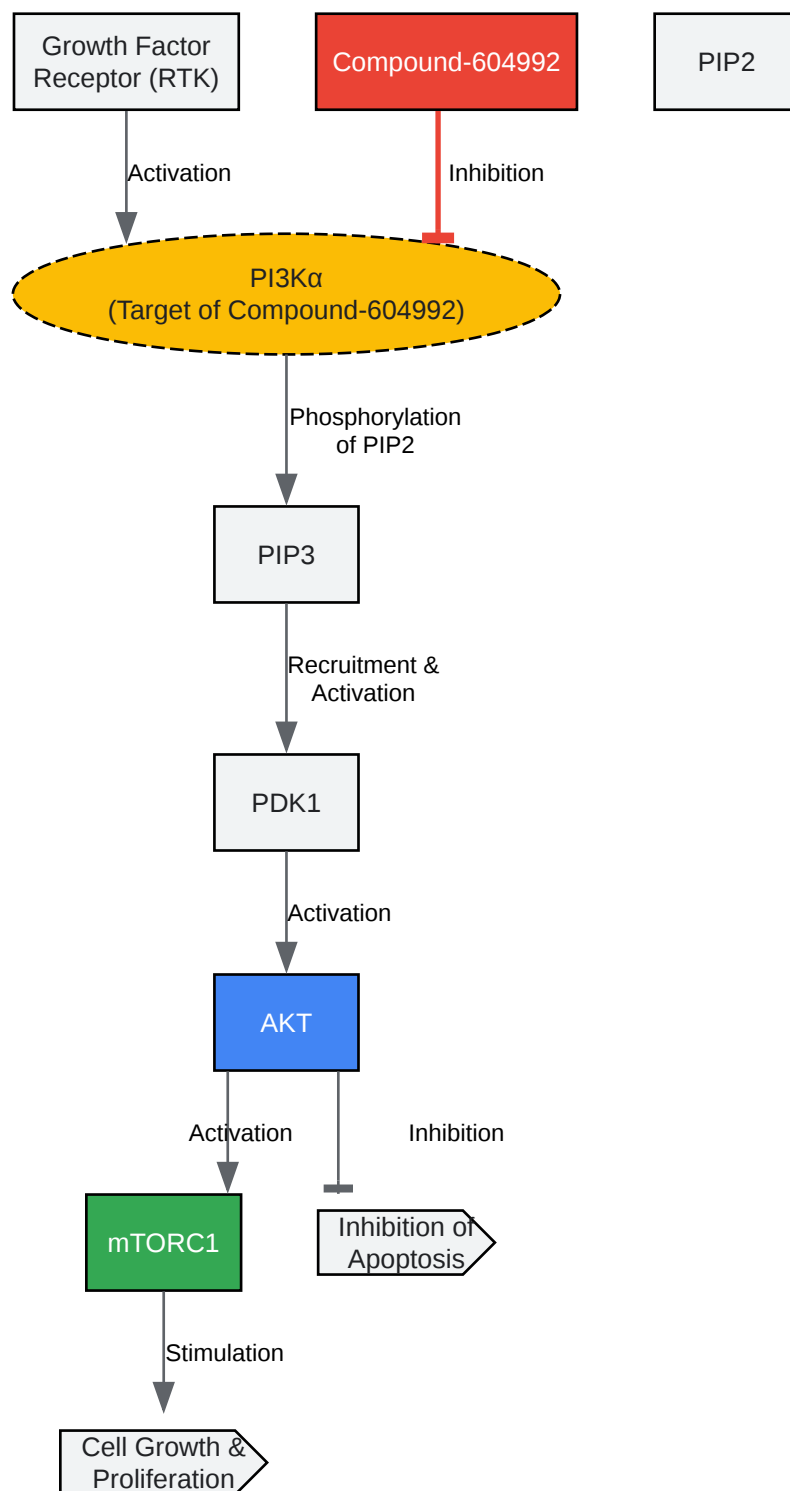 Growth Factor
Receptor (RTK)
Compound-604992
PIP2
Activation
Inhibition
PI3Kα
(Target of Compound-604992)
Phosphorylation
of PIP2
PIP3
Recruitment &
Activation
PDK1
Activation
AKT
Activation
Inhibition
mTORC1
Inhibition of
Apoptosis
Stimulation
Cell Growth &
Proliferation